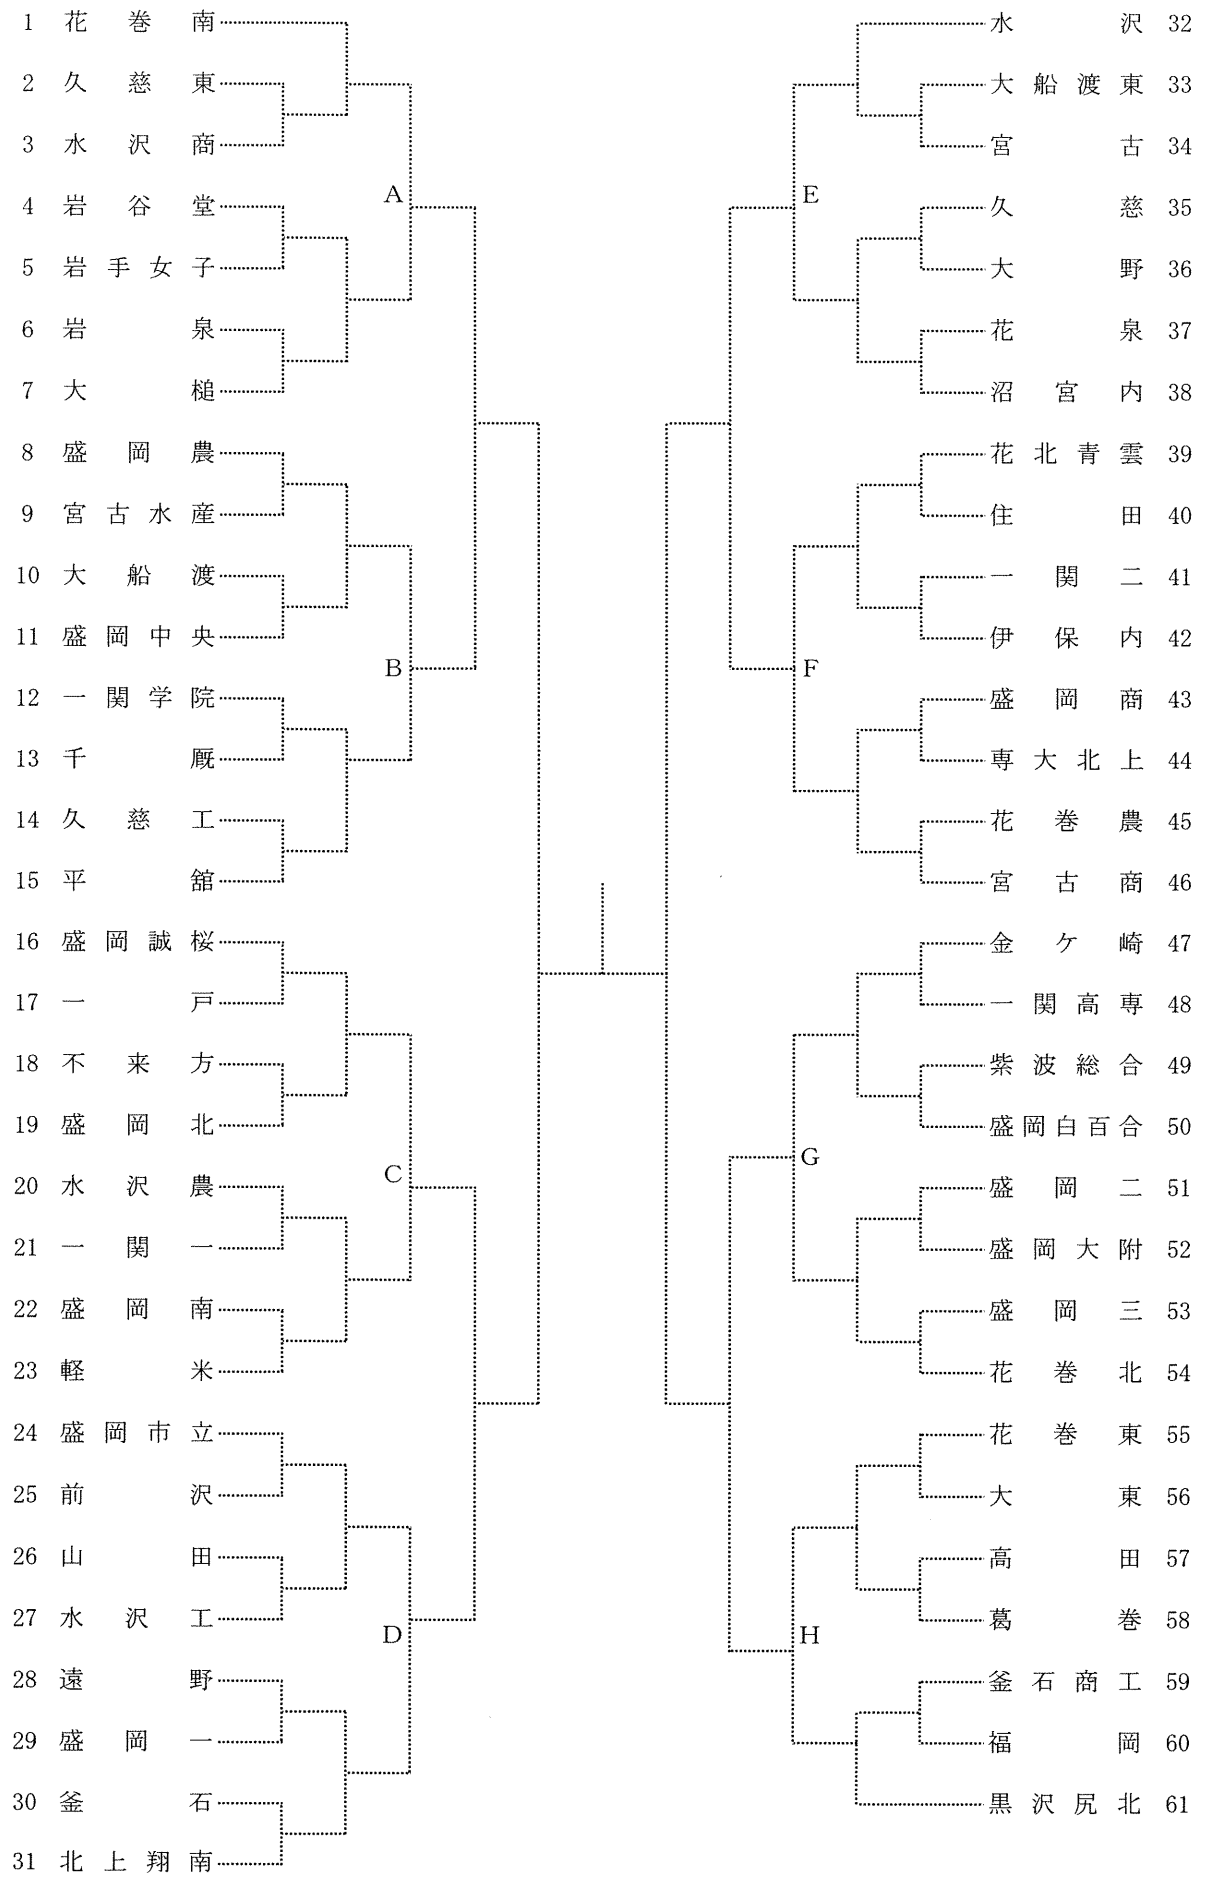 1 花巻南
2 久慈東
3 水沢商
4 岩谷堂
5 岩手女子
6 岩泉
7 大槌
8 盛岡農
9 宮古水産
10 大船渡
11 盛岡中央
12 一関学院
13 千厩
14 久慈工
15 平舘
16 盛岡誠桜
17 一戸
18 不来方
19 盛岡北
20 水沢農
21 一関一
22 盛岡南
23 軽米
24 盛岡市立
25 前沢
26 山田
27 水沢工
28 遠野
29 盛岡一
30 釜石
31 北上翔南
A
B
C
D
E
F
G
H
水沢 32
大船渡東 33
宮古 34
久慈 35
大野 36
花泉 37
沼宮内 38
花北青雲 39
住田 40
一関二 41
伊保内 42
盛岡商 43
専大北上 44
花巻農 45
宮古商 46
金ケ崎 47
一関高専 48
紫波総合 49
盛岡白百合 50
盛岡二 51
盛岡大附 52
盛岡三 53
花巻北 54
花巻東 55
大東 56
高田 57
葛巻 58
釜石商工 59
福岡 60
黒沢尻北 61